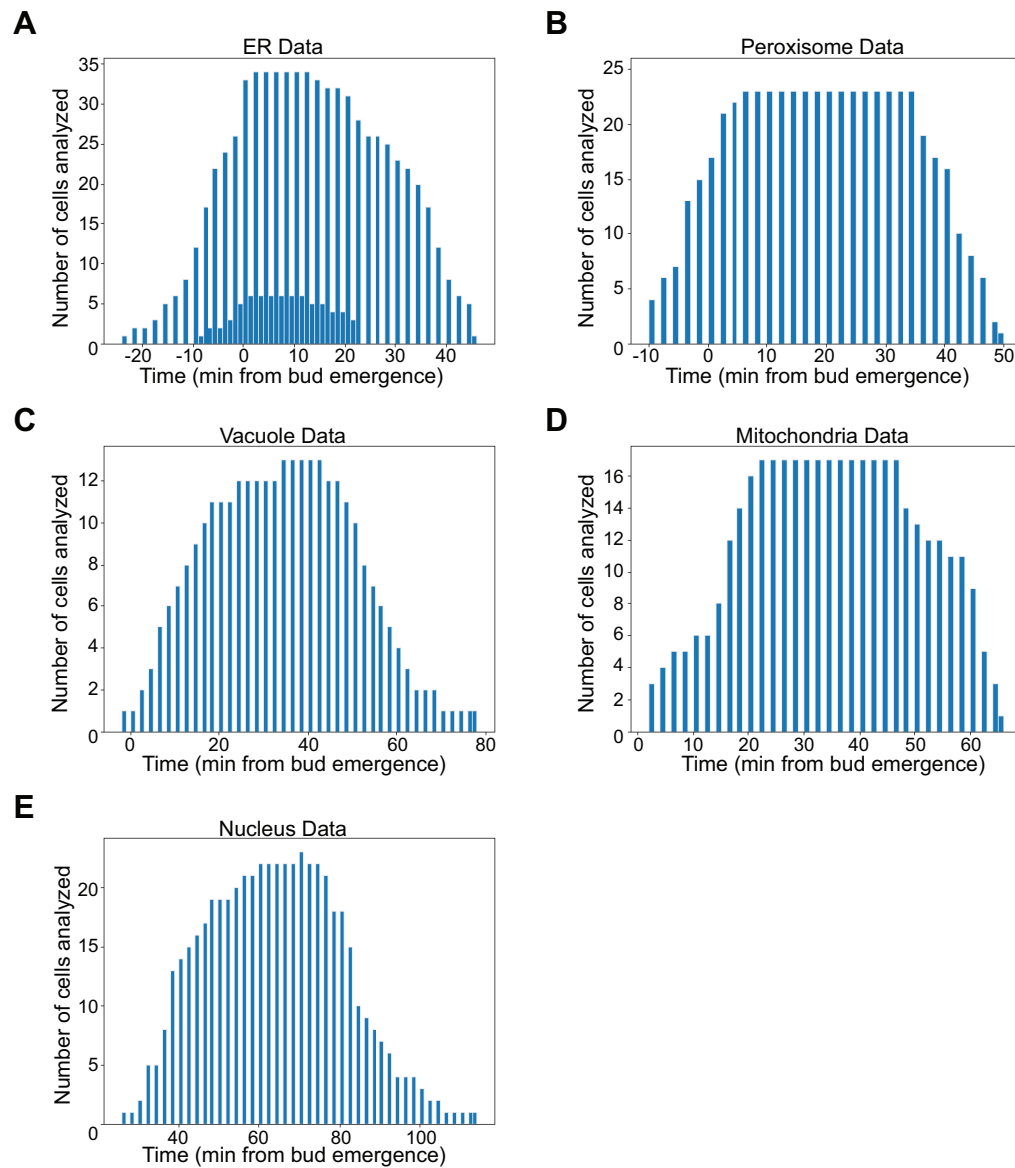 A
B
ER Data
Peroxisome Data
Number of cells analyzed
35
30
25
20
15
10
5
0
-20 -10 0 10 20 30 40
Time (min from bud emergence)
Number of cells analyzed
25
20
15
10
5
0
-10 0 10 20 30 40 50
Time (min from bud emergence)
C
D
Vacuole Data
Mitochondria Data
Number of cells analyzed
12
10
8
6
4
2
0
0 20 40 60 80
Time (min from bud emergence)
Number of cells analyzed
16
14
12
10
8
6
4
2
0
0 10 20 30 40 50 60
Time (min from bud emergence)
E
Nucleus Data
Number of cells analyzed
20
15
10
5
0
40 60 80 100
Time (min from bud emergence)